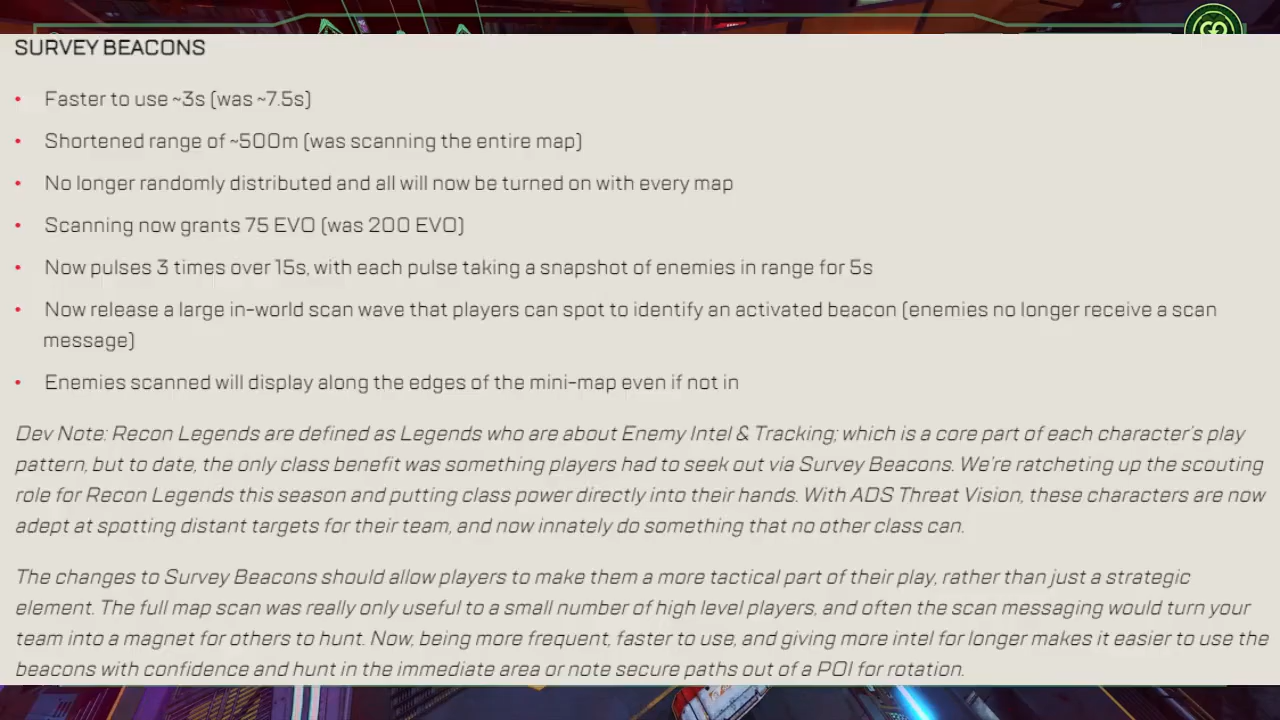 SURVEY BEACONS
• Faster to use ~3s (was ~7.5s)
• Shortened range of ~500m (was scanning the entire map)
• No longer randomly distributed and all will now be turned on with every map
• Scanning now grants 75 EVO (was 200 EVO)
• Now pulses 3 times over 15s, with each pulse taking a snapshot of enemies in range for 5s
• Now release a large in-world scan wave that players can spot to identify an activated beacon (enemies no longer receive a scan
message)
• Enemies scanned will display along the edges of the mini-map even if not in
Dev Note: Recon Legends are defined as Legends who are about Enemy Intel & Tracking; which is a core part of each character's play
pattern, but to date, the only class benefit was something players had to seek out via Survey Beacons. We're ratcheting up the scouting
role for Recon Legends this season and putting class power directly into their hands. With ADS Threat Vision, these characters are now
adept at spotting distant targets for their team, and now innately do something that no other class can.
The changes to Survey Beacons should allow players to make them a more tactical part of their play, rather than just a strategic
element. The full map scan was really only useful to a small number of high level players, and often the scan messaging would turn your
team into a magnet for others to hunt. Now, being more frequent, faster to use, and giving more intel for longer makes it easier to use the
beacons with confidence and hunt in the immediate area or note secure paths out of a POI for rotation.